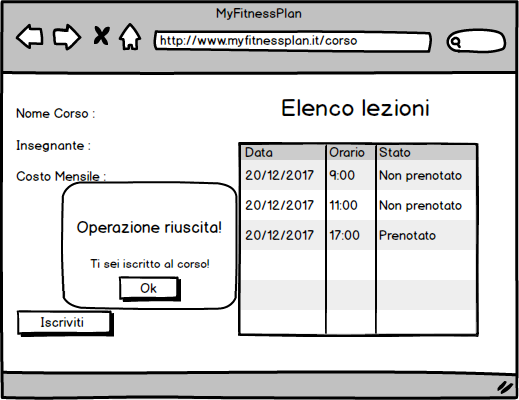 MyFitnessPlan
http://www.myfitnessplan.it/corso
Nome Corso :
Insegnante :
Costo Mensile :
Operazione riuscita!
Ti sei iscritto al corso!
Ok
Iscriviti
Elenco lezioni
Data Orario Stato
20/12/2017 9:00 Non prenotato
20/12/2017 11:00 Non prenotato
20/12/2017 17:00 Prenotato